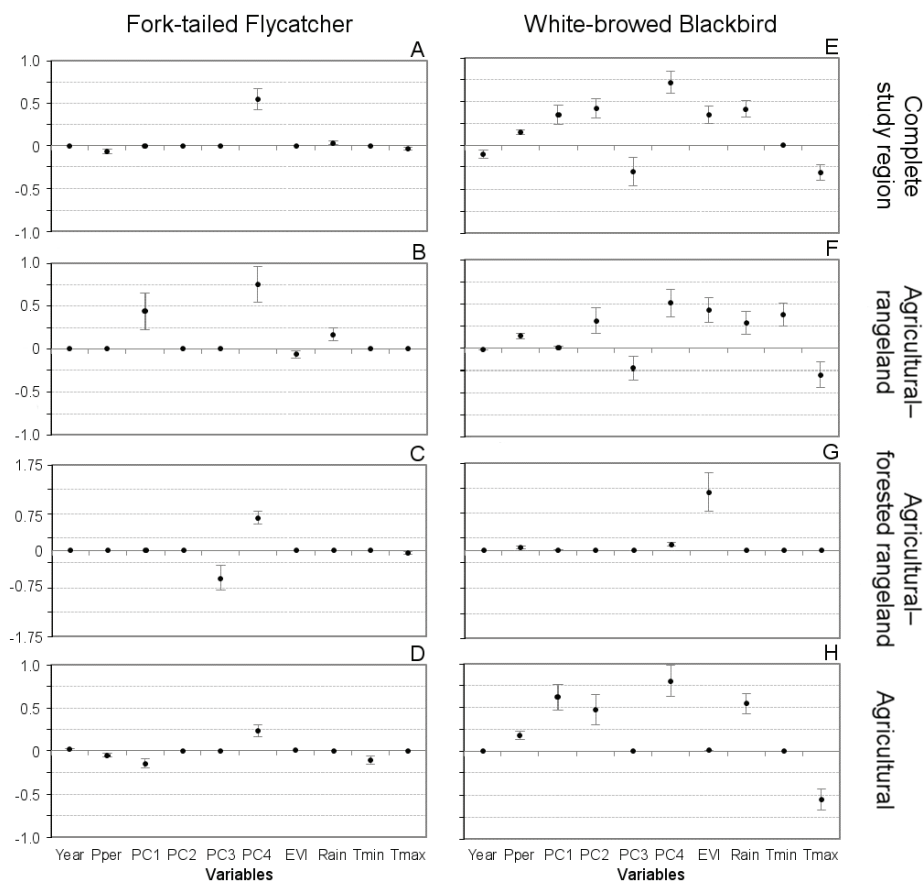 Fork-tailed Flycatcher
White-browed Blackbird
A
1.0
0.5
0
-0.5
-1.0
E
Complete
study region
B
1.0
0.5
0
-0.5
-1.0
F
Agricultural–
rangeland
C
1.75
0.75
0
-0.75
-1.75
G
Agricultural–
forested rangeland
D
1.0
0.5
0
-0.5
-1.0
H
Agricultural
Year Pper PC1 PC2 PC3 PC4 EVI Rain Tmin Tmax
Variables
Year Pper PC1 PC2 PC3 PC4 EVI Rain Tmin Tmax
Variables